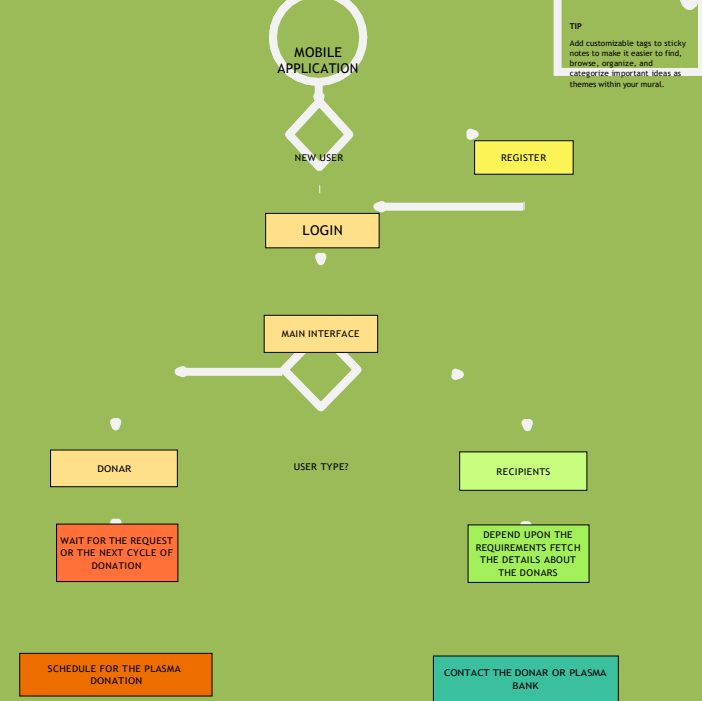 MOBILE
APPLICATION
TIP
Add customizable tags to sticky
notes to make it easier to find,
browse, organize, and
categorize important ideas as
themes within your mural.
NEW USER
REGISTER
LOGIN
MAIN INTERFACE
DONAR
USER TYPE?
RECIPIENTS
WAIT FOR THE REQUEST
OR THE NEXT CYCLE OF
DONATION
DEPEND UPON THE
REQUIREMENTS FETCH
THE DETAILS ABOUT
THE DONARS
SCHEDULE FOR THE PLASMA
DONATION
CONTACT THE DONAR OR PLASMA
BANK